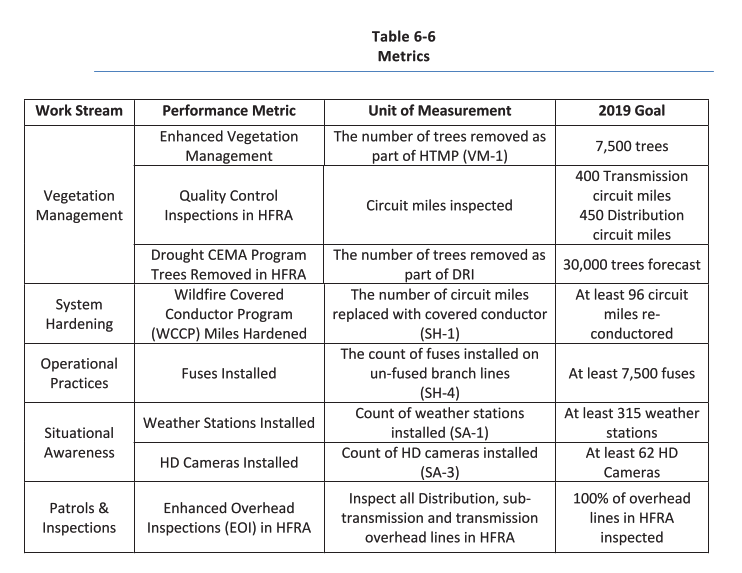 Table 6-6
Metrics
Work Stream Performance Metric Unit of Measurement 2019 Goal
Vegetation
Management
Enhanced Vegetation
Management
The number of trees removed as
part of HTMP (VM-1)
7,500 trees
Quality Control
Inspections in HFRA
Circuit miles inspected
400 Transmission
circuit miles
450 Distribution
circuit miles
Drought CEMA Program
Trees Removed in HFRA
The number of trees removed as
part of DRI
30,000 trees forecast
System
Hardening
Wildfire Covered
Conductor Program
(WCCP) Miles Hardened
The number of circuit miles
replaced with covered conductor
(SH-1)
At least 96 circuit
miles re-
conductored
Operational
Practices
Fuses Installed
The count of fuses installed on
un-fused branch lines
(SH-4)
At least 7,500 fuses
Situational
Awareness
Weather Stations Installed
Count of weather stations
installed (SA-1)
At least 315 weather
stations
HD Cameras Installed
Count of HD cameras installed
(SA-3)
At least 62 HD
Cameras
Patrols &
Inspections
Enhanced Overhead
Inspections (EOI) in HFRA
Inspect all Distribution, sub-
transmission and transmission
overhead lines in HFRA
100% of overhead
lines in HFRA
inspected